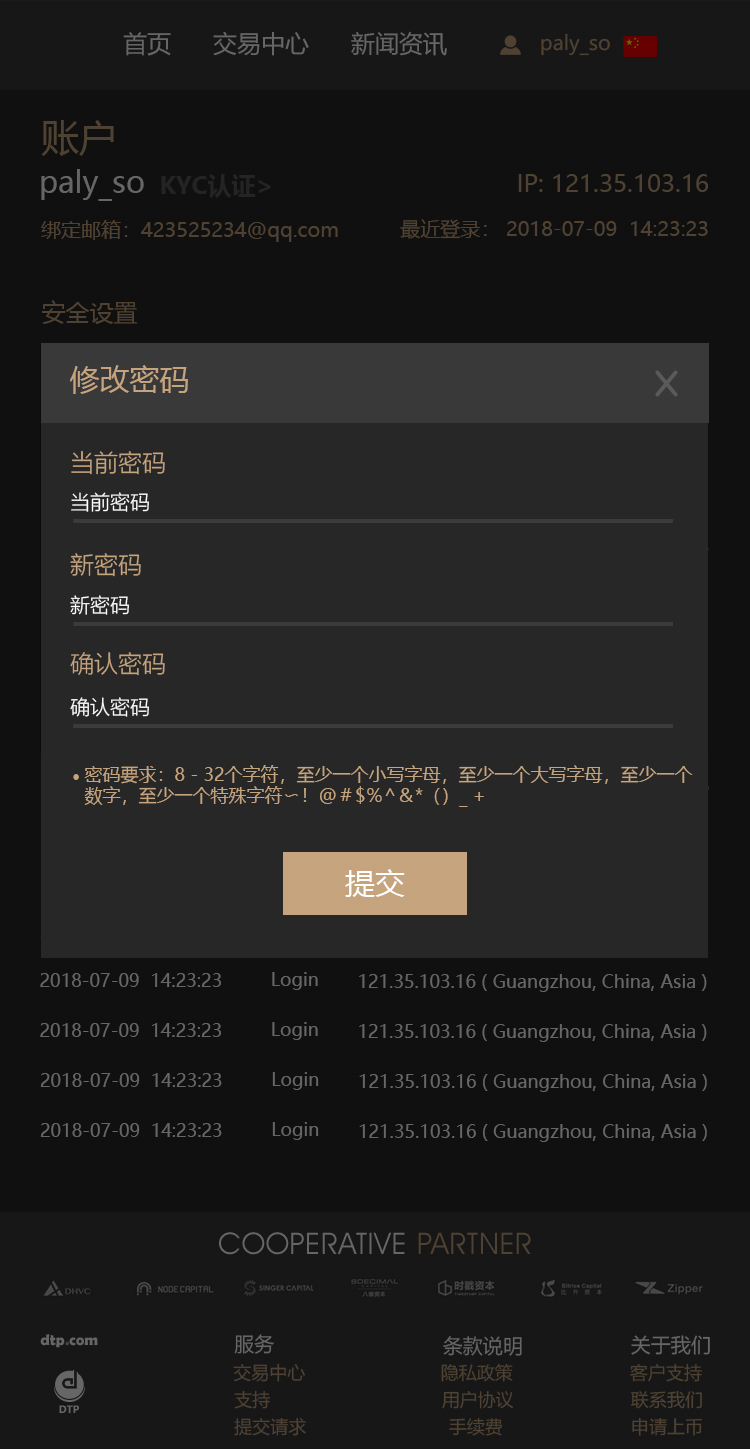 首页 交易中心 新闻资讯 paly_so
账户
paly_so KYC认证>
IP: 121.35.103.16
绑定邮箱：423525234@qq.com
最近登录： 2018-07-09 14:23:23
安全设置
修改密码
当前密码
当前密码
新密码
新密码
确认密码
确认密码
密码要求：8 - 32个字符，至少一个小写字母，至少一个大写字母，至少一个
数字，至少一个特殊字符~！@＃$％^＆*（）_ +
提交
2018-07-09 14:23:23 Login 121.35.103.16 ( Guangzhou, China, Asia )
2018-07-09 14:23:23 Login 121.35.103.16 ( Guangzhou, China, Asia )
2018-07-09 14:23:23 Login 121.35.103.16 ( Guangzhou, China, Asia )
2018-07-09 14:23:23 Login 121.35.103.16 ( Guangzhou, China, Asia )
COOPERATIVE PARTNER
DHVC NODE CAPITAL SINGER CAPITAL 8DECIMAL 八维资本 时戳资本 Bitrise Capital 比升资本 Zipper
dtp.com 服务 条款说明 关于我们
交易中心 隐私政策 客户支持
支持 用户协议 联系我们
DTP 提交请求 手续费 申请上币